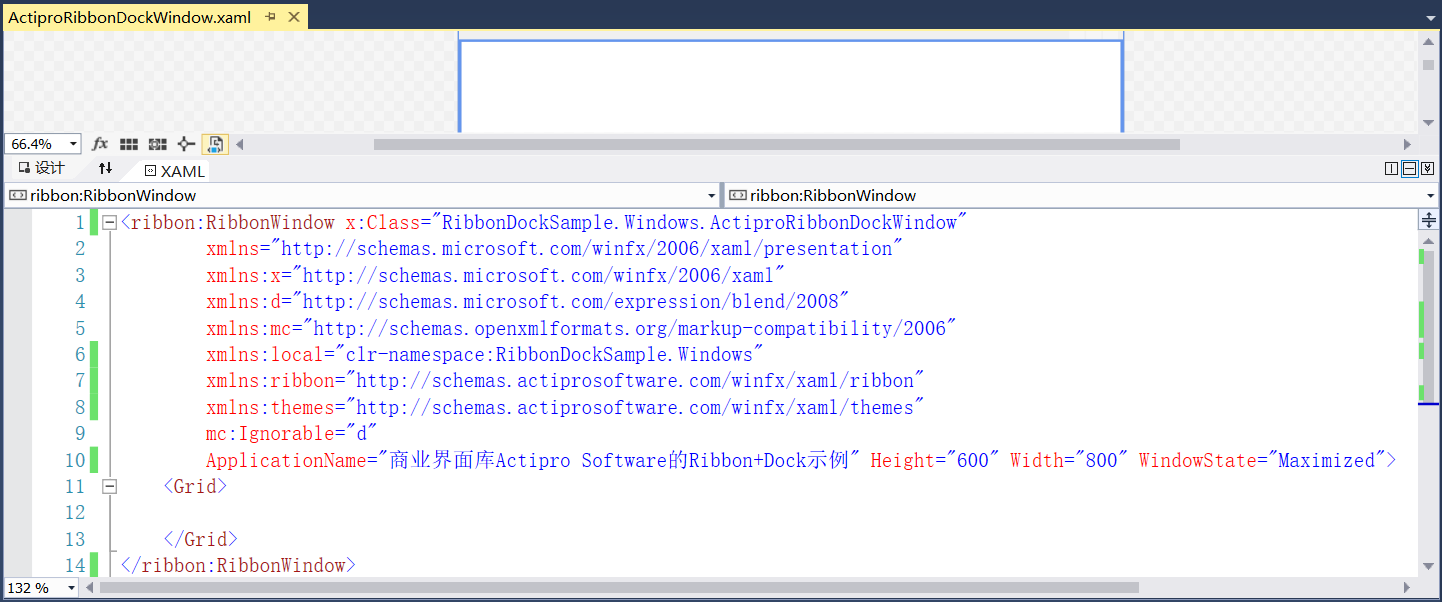 ActiproRibbonDockWindow.xaml
66.4%
fx
设计
XAML
ribbon:RibbonWindow
ribbon:RibbonWindow
1 <ribbon:RibbonWindow x:Class="RibbonDockSample.Windows.ActiproRibbonDockWindow"
2 xmlns="http://schemas.microsoft.com/winfx/2006/xaml/presentation"
3 xmlns:x="http://schemas.microsoft.com/winfx/2006/xaml"
4 xmlns:d="http://schemas.microsoft.com/expression/blend/2008"
5 xmlns:mc="http://schemas.openxmlformats.org/markup-compatibility/2006"
6 xmlns:local="clr-namespace:RibbonDockSample.Windows"
7 xmlns:ribbon="http://schemas.actiprosoftware.com/winfx/xaml/ribbon"
8 xmlns:themes="http://schemas.actiprosoftware.com/winfx/xaml/themes"
9 mc:Ignorable="d"
10 ApplicationName="商业界面库Actipro Software的Ribbon+Dock示例" Height="600" Width="800" WindowState="Maximized">
11 <Grid>
12
13 </Grid>
14 </ribbon:RibbonWindow>
132 %